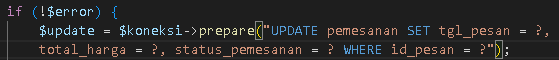 if (!$error) {
$update = $koneksi->prepare("UPDATE pemesanan SET tgl_pesan = ?,
total_harga = ?, status_pemesanan = ? WHERE id_pesan = ?");